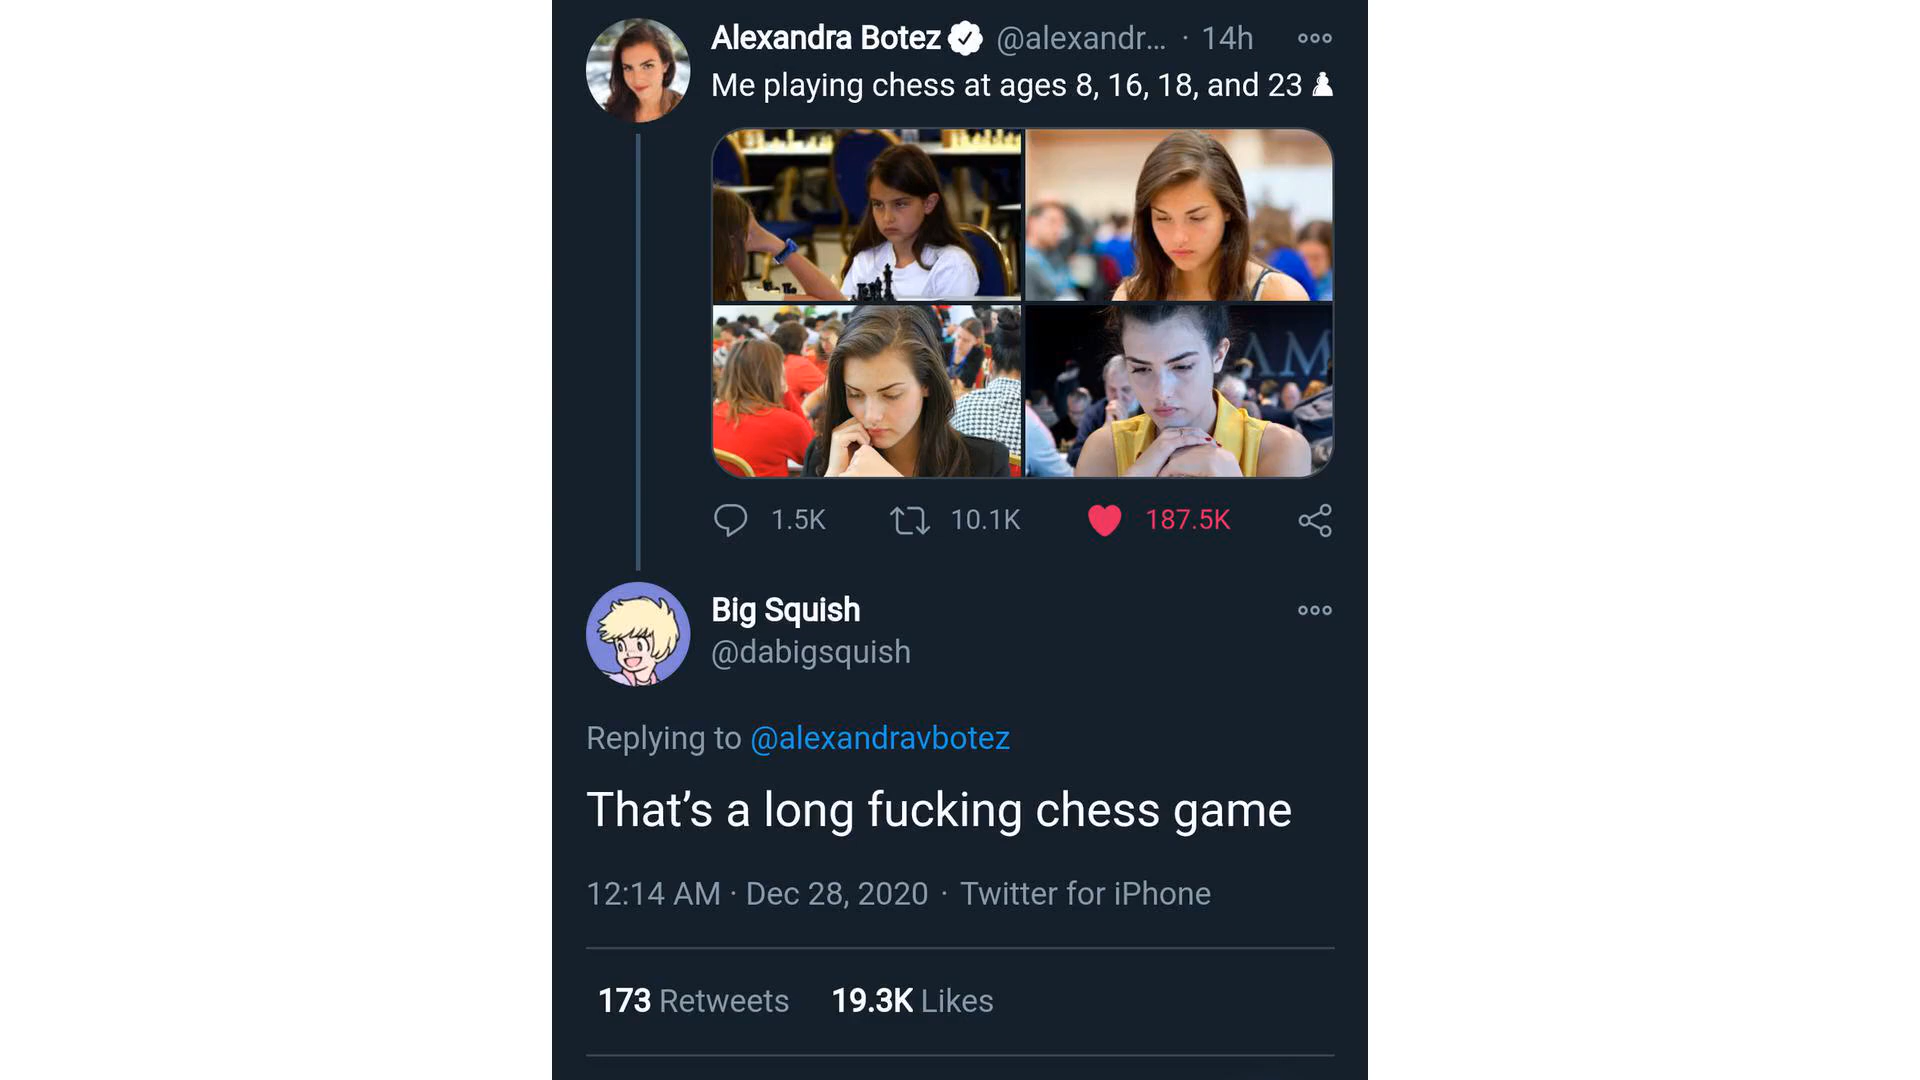 Alexandra Botez @alexandr... · 14h
Me playing chess at ages 8, 16, 18, and 23 ♟
AM
1.5K 10.1K 187.5K
Big Squish
@dabigsquish
Replying to @alexandravbotez
That’s a long fucking chess game
12:14 AM · Dec 28, 2020 · Twitter for iPhone
173 Retweets 19.3K Likes